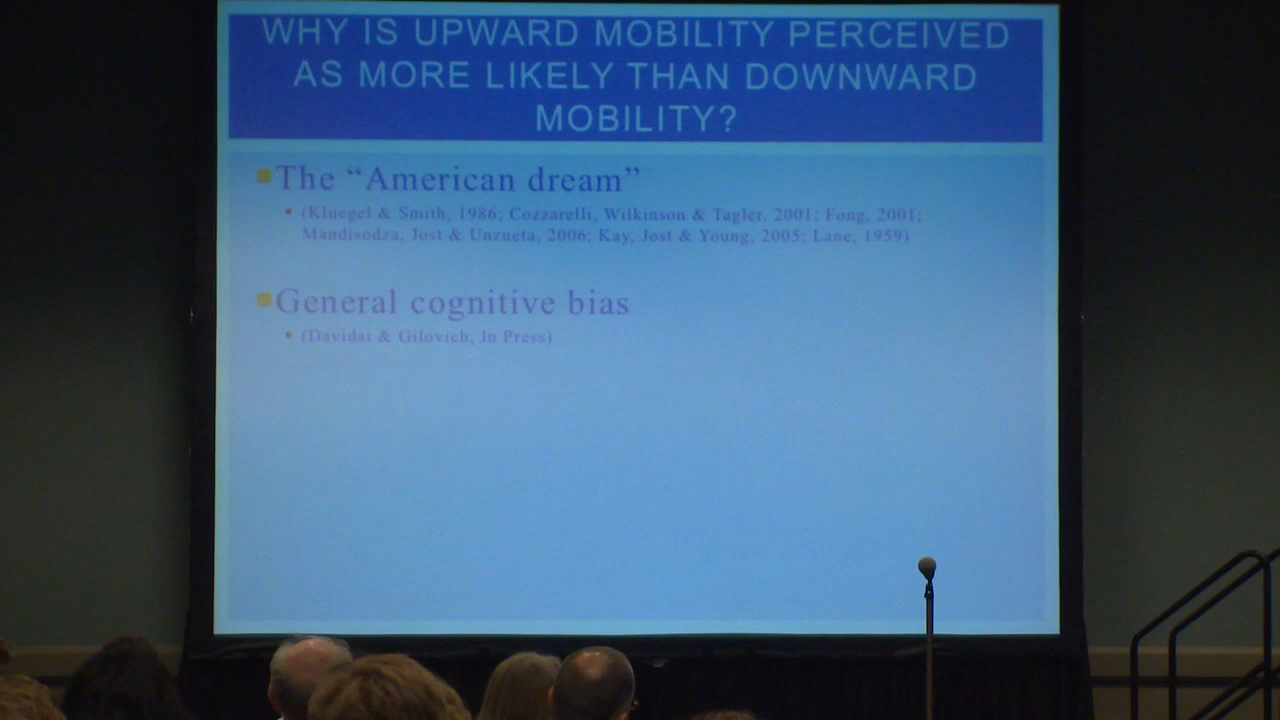 WHY IS UPWARD MOBILITY PERCEIVED
AS MORE LIKELY THAN DOWNWARD
MOBILITY?
The “American dream”
(Kluegel & Smith, 1986; Cozzarelli, Wilkinson & Tagler, 2001; Fong, 2001;
Mandisodza, Jost & Unzueta, 2006; Kay, Jost & Young, 2005; Lane, 1959)
General cognitive bias
(Davidai & Gilovich, In Press)